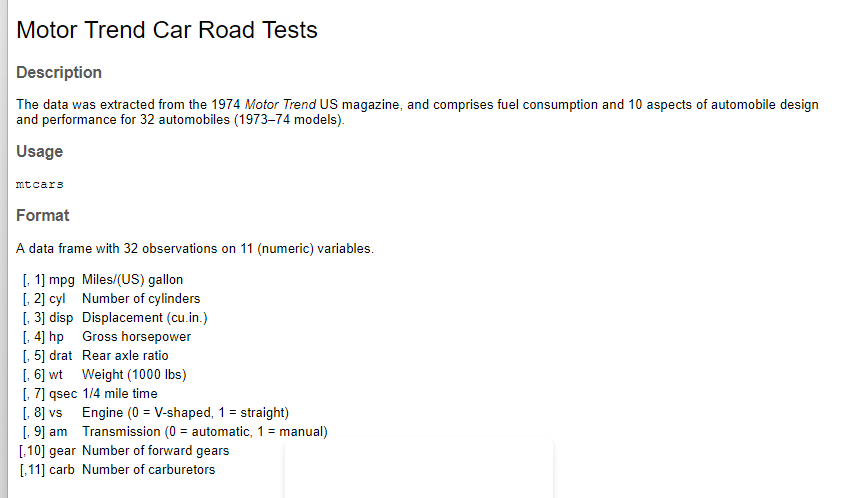 Motor Trend Car Road Tests
Description
The data was extracted from the 1974 Motor Trend US magazine, and comprises fuel consumption and 10 aspects of automobile design
and performance for 32 automobiles (1973–74 models).
Usage
mtcars
Format
A data frame with 32 observations on 11 (numeric) variables.
[, 1] mpg Miles/(US) gallon
[, 2] cyl Number of cylinders
[, 3] disp Displacement (cu.in.)
[, 4] hp Gross horsepower
[, 5] drat Rear axle ratio
[, 6] wt Weight (1000 lbs)
[, 7] qsec 1/4 mile time
[, 8] vs Engine (0 = V-shaped, 1 = straight)
[, 9] am Transmission (0 = automatic, 1 = manual)
[,10] gear Number of forward gears
[,11] carb Number of carburetors